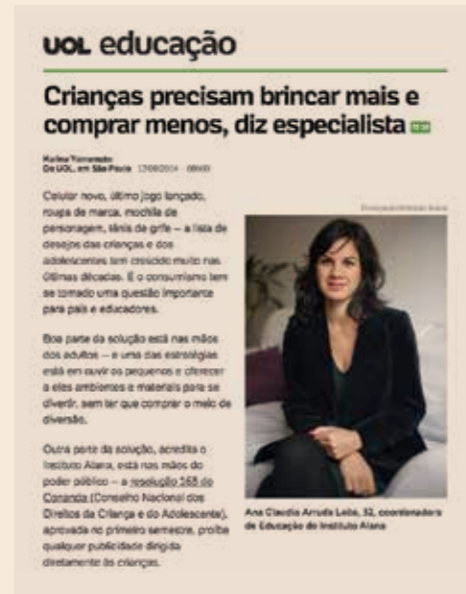 UOL educação
Crianças precisam brincar mais e
comprar menos, diz especialista
Do UOL, em São Paulo
Celular novo, último jogo lançado,
roupa de marca, mochila de
personagem, tênis de grife – a lista de
desejos das crianças e dos
adolescentes tem crescido muito nas
últimas décadas. E o consumismo tem
se tornado uma questão importante
para pais e educadores.
Boa parte da solução está nas mãos
dos adultos – e uma das estratégias
está em ouvir os pequenos e oferecer
a eles ambientes e materiais para se
divertir, sem ter que comprar o meio de
diversão.
Outra parte da solução, acredita o
Instituto Alana, está nas mãos do
poder público – a resolução 163 do
Conanda (Conselho Nacional dos
Direitos da Criança e do Adolescente),
aprovada no primeiro semestre, proíbe
qualquer publicidade dirigida
diretamente às crianças.
Ana Claudia Arruda Leite, 32, coordenadora
de Educação do Instituto Alana